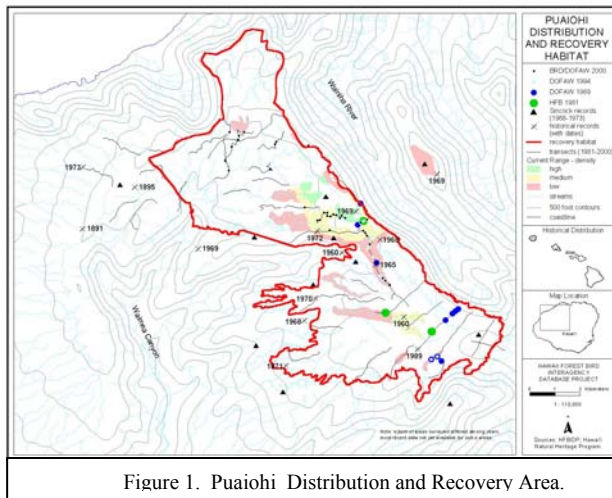 PUAIOHI
DISTRIBUTION
AND RECOVERY
HABITAT
BRD/DOFAW 2000
DOFAW 1994
DOFAW 1989
HFB 1981
Sincock records
(1968-1973)
historical records
(with dates)
recovery habitat
transects (1981-2000)
Current Range - density
high
medium
low
streams
500 foot contours
coastline
Historical Distribution
Map Location
Kauai
HAWAII FOREST BIRD
INTERAGENCY
DATABASE PROJECT
Sources: HFBIDP, Hawaii
Natural Heritage Program
Wainiha River
Waimea Canyon
1973
1895
1891
1969
1969
1963
1972
1960
1965
1970
1968
1960
1989
Figure 1. Puaiohi Distribution and Recovery Area.